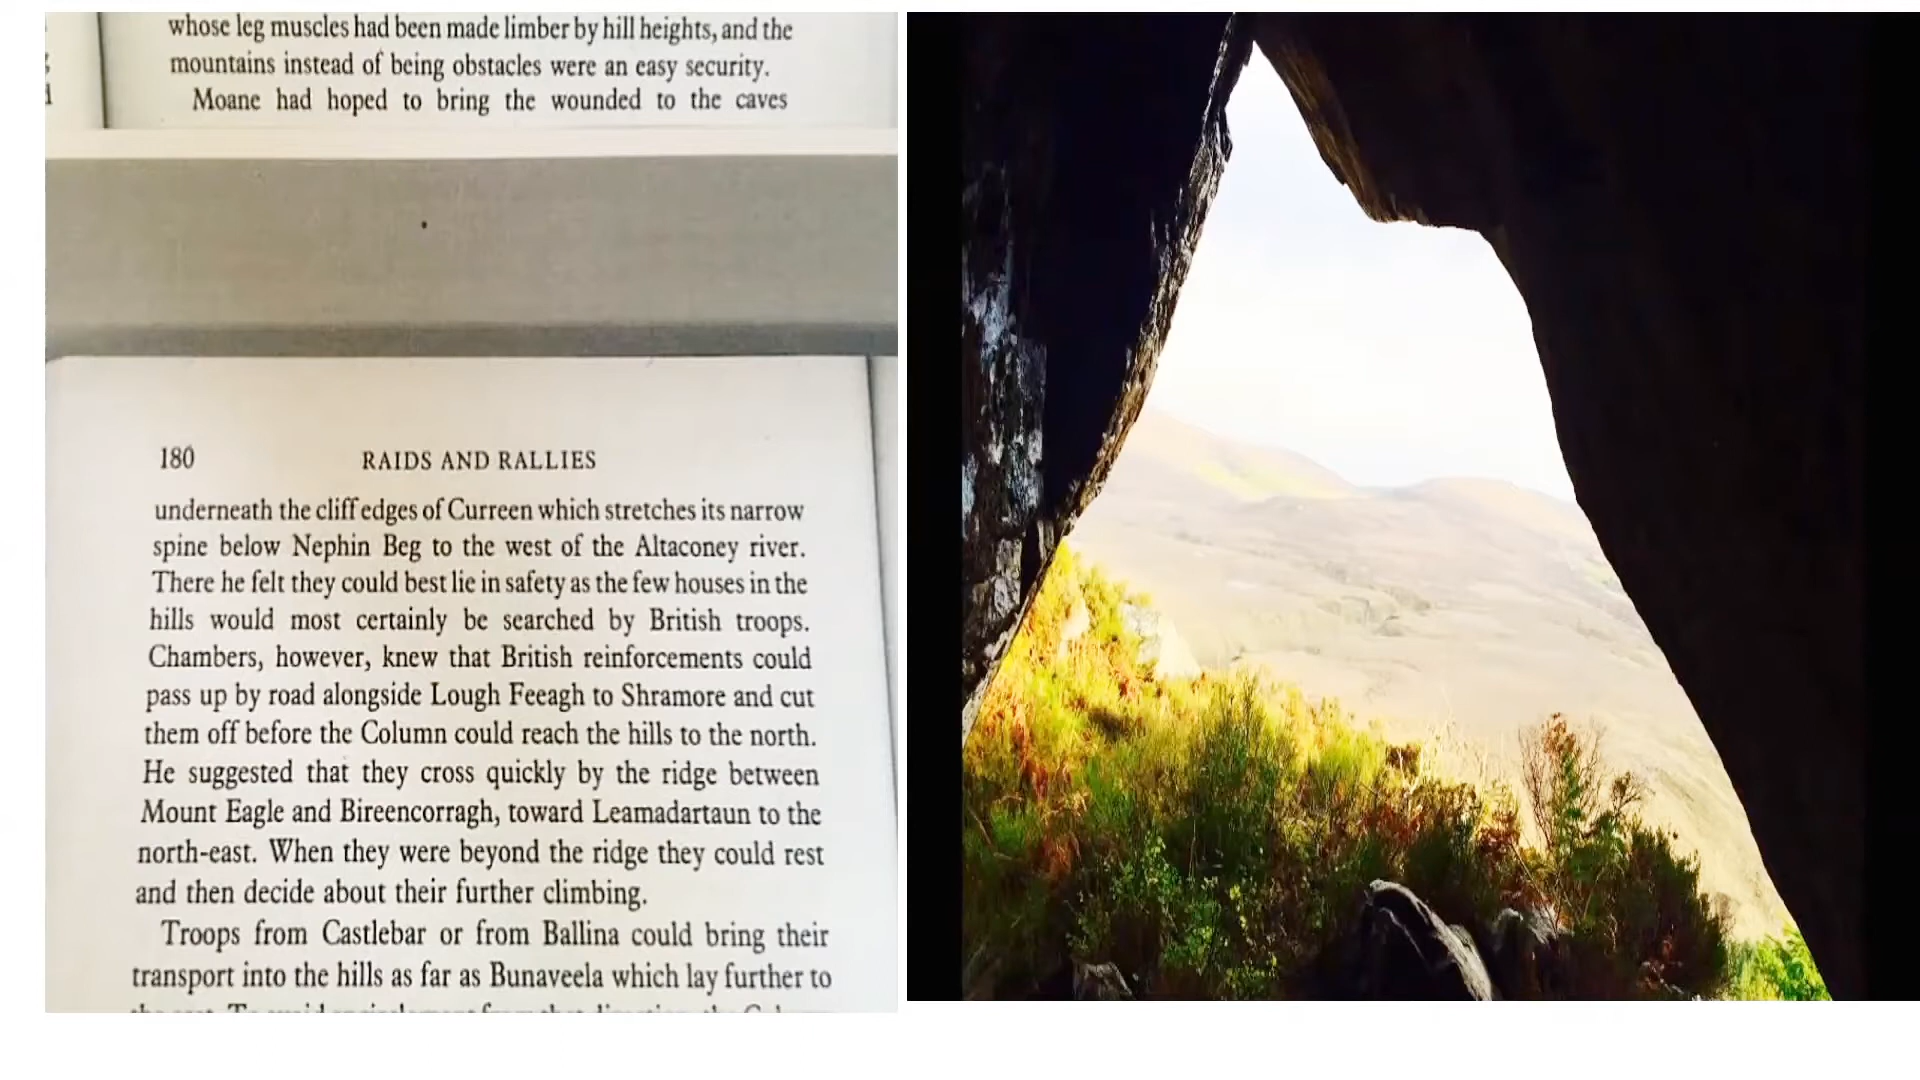 whose leg muscles had been made limber by hill heights, and the
mountains instead of being obstacles were an easy security.
Moane had hoped to bring the wounded to the caves
180 RAIDS AND RALLIES
underneath the cliff edges of Curreen which stretches its narrow
spine below Nephin Beg to the west of the Altaconey river.
There he felt they could best lie in safety as the few houses in the
hills would most certainly be searched by British troops.
Chambers, however, knew that British reinforcements could
pass up by road alongside Lough Feeagh to Shramore and cut
them off before the Column could reach the hills to the north.
He suggested that they cross quickly by the ridge between
Mount Eagle and Bireencorragh, toward Leamadartaun to the
north-east. When they were beyond the ridge they could rest
and then decide about their further climbing.
Troops from Castlebar or from Ballina could bring their
transport into the hills as far as Bunaveela which lay further to